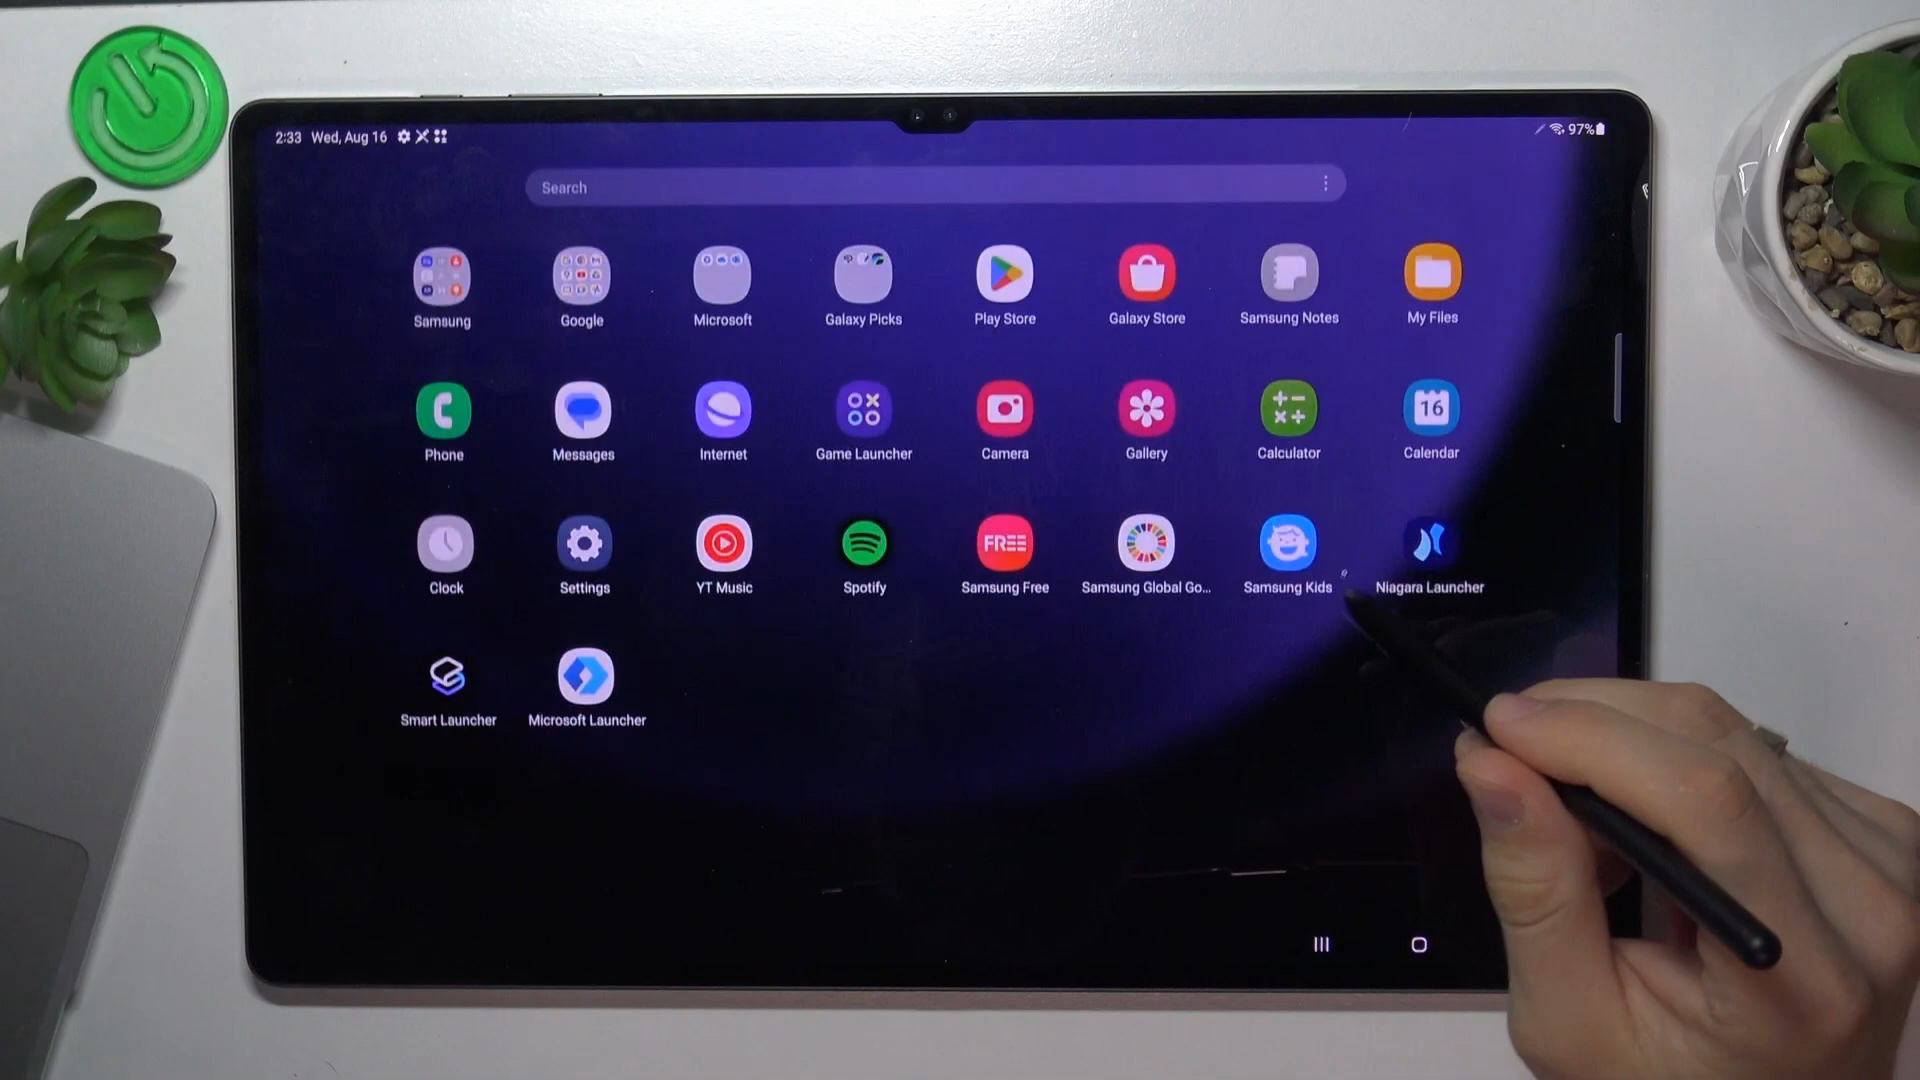 2:33 Wed, Aug 16
97%
Search
Samsung
Google
Microsoft
Galaxy Picks
Play Store
Galaxy Store
Samsung Notes
My Files
16
Phone
Messages
Internet
Game Launcher
Camera
Gallery
Calculator
Calendar
FREE
Clock
Settings
YT Music
Spotify
Samsung Free
Samsung Global Go...
Samsung Kids
Niagara Launcher
Smart Launcher
Microsoft Launcher